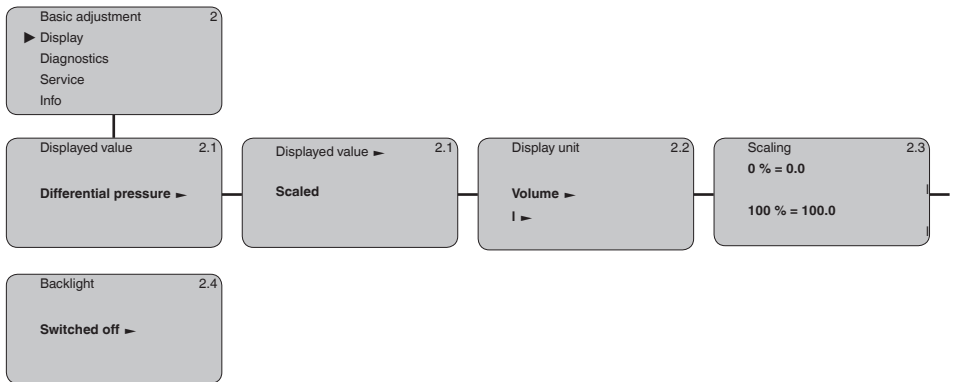 Basic adjustment 2
▶ Display
Diagnostics
Service
Info
Displayed value 2.1
Differential pressure ►
Displayed value ► 2.1
Scaled
Display unit 2.2
Volume ►
l ►
Scaling 2.3
0 % = 0.0
l
100 % = 100.0
l
Backlight 2.4
Switched off ►